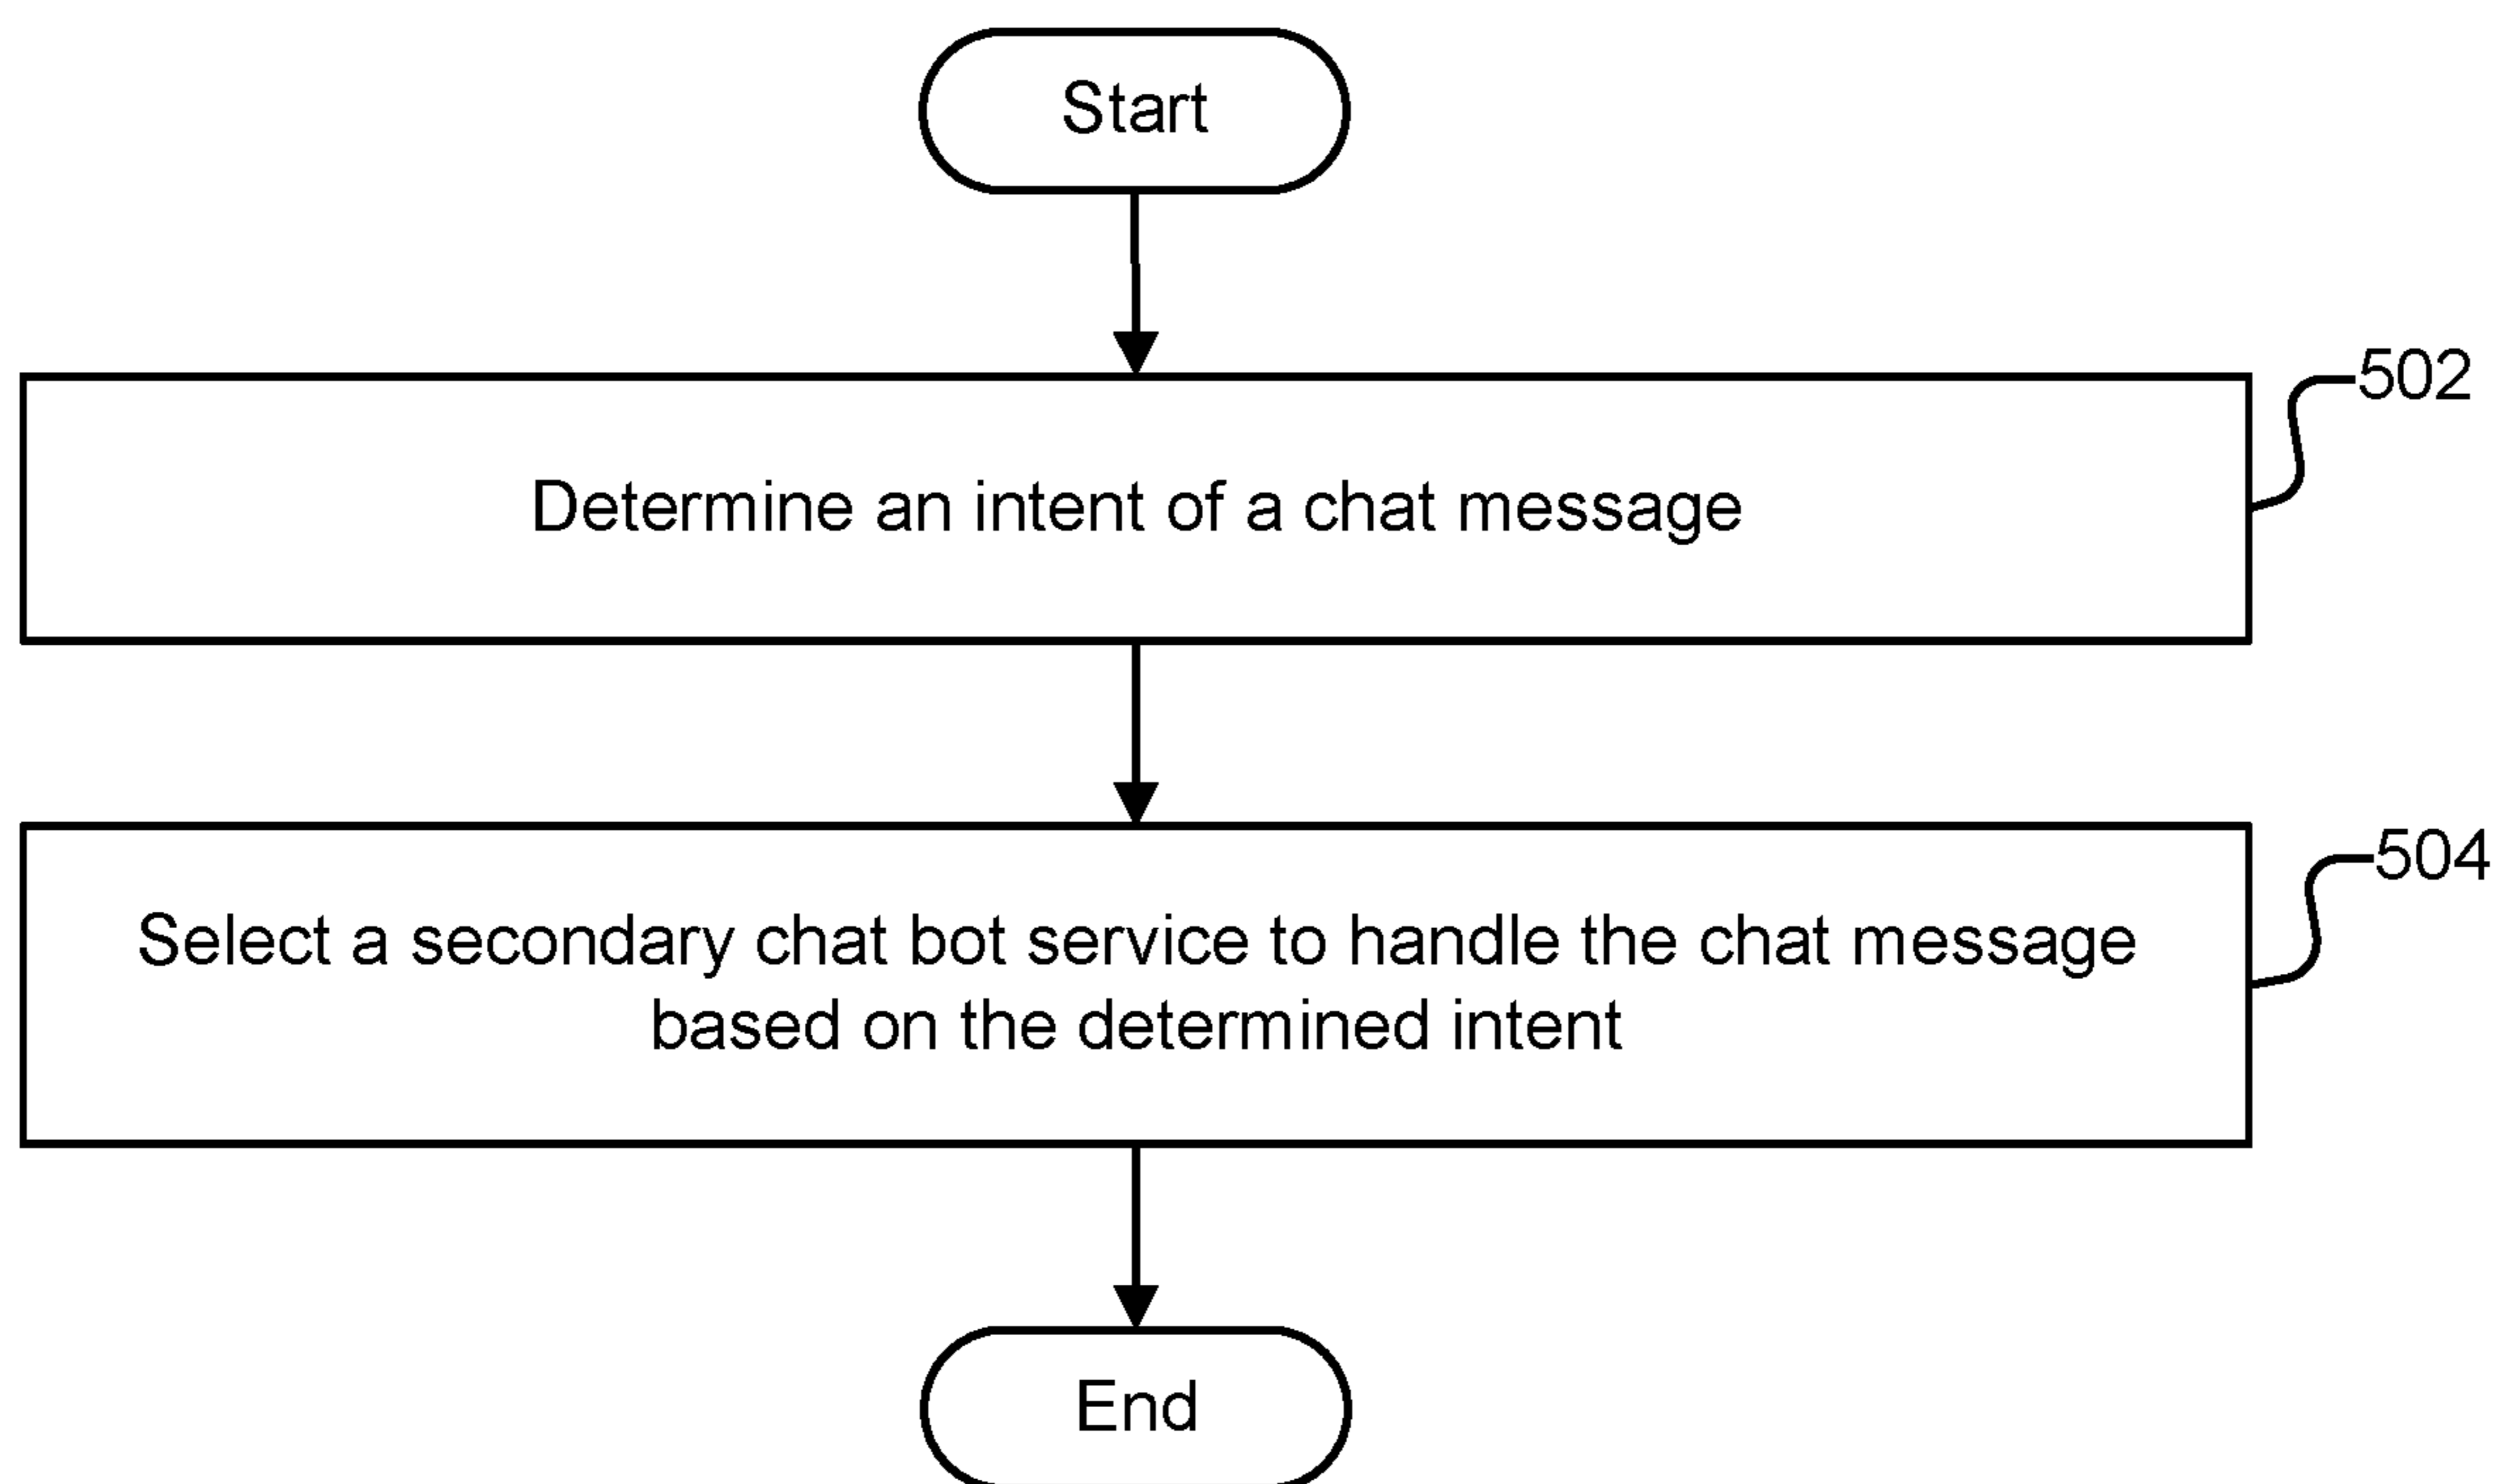 Start
502
Determine an intent of a chat message
504
Select a secondary chat bot service to handle the chat message
based on the determined intent
End